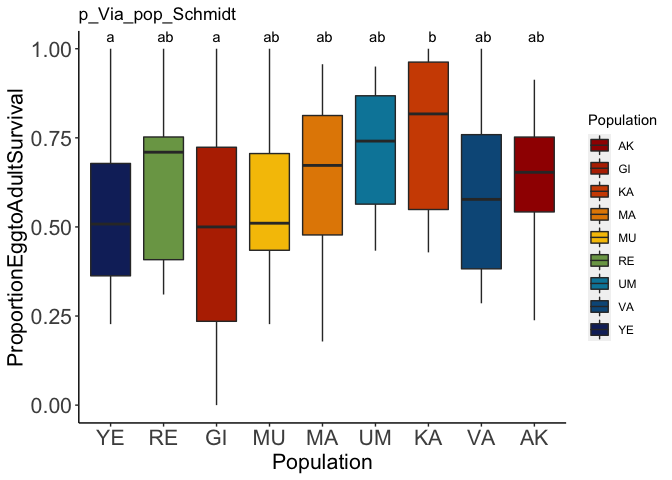 p_Via_pop_Schmidt
a ab a ab ab ab b ab ab
1.00
0.75
0.50
0.25
0.00
ProportionEggtoAdultSurvival
YE RE GI MU MA UM KA VA AK
Population
Population
AK
GI
KA
MA
MU
RE
UM
VA
YE